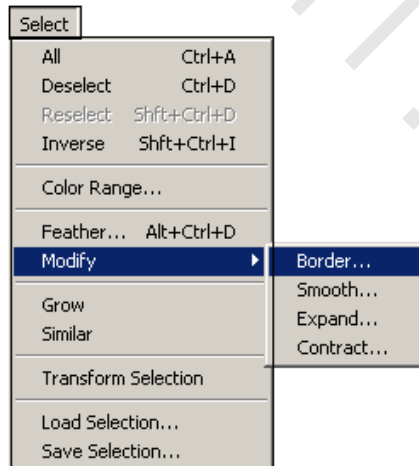 Select
All Ctrl+A
Deselect Ctrl+D
Reselect Shft+Ctrl+D
Inverse Shft+Ctrl+I
Color Range...
Feather... Alt+Ctrl+D
Modify
Border...
Smooth...
Expand...
Contract...
Grow
Similar
Transform Selection
Load Selection...
Save Selection...